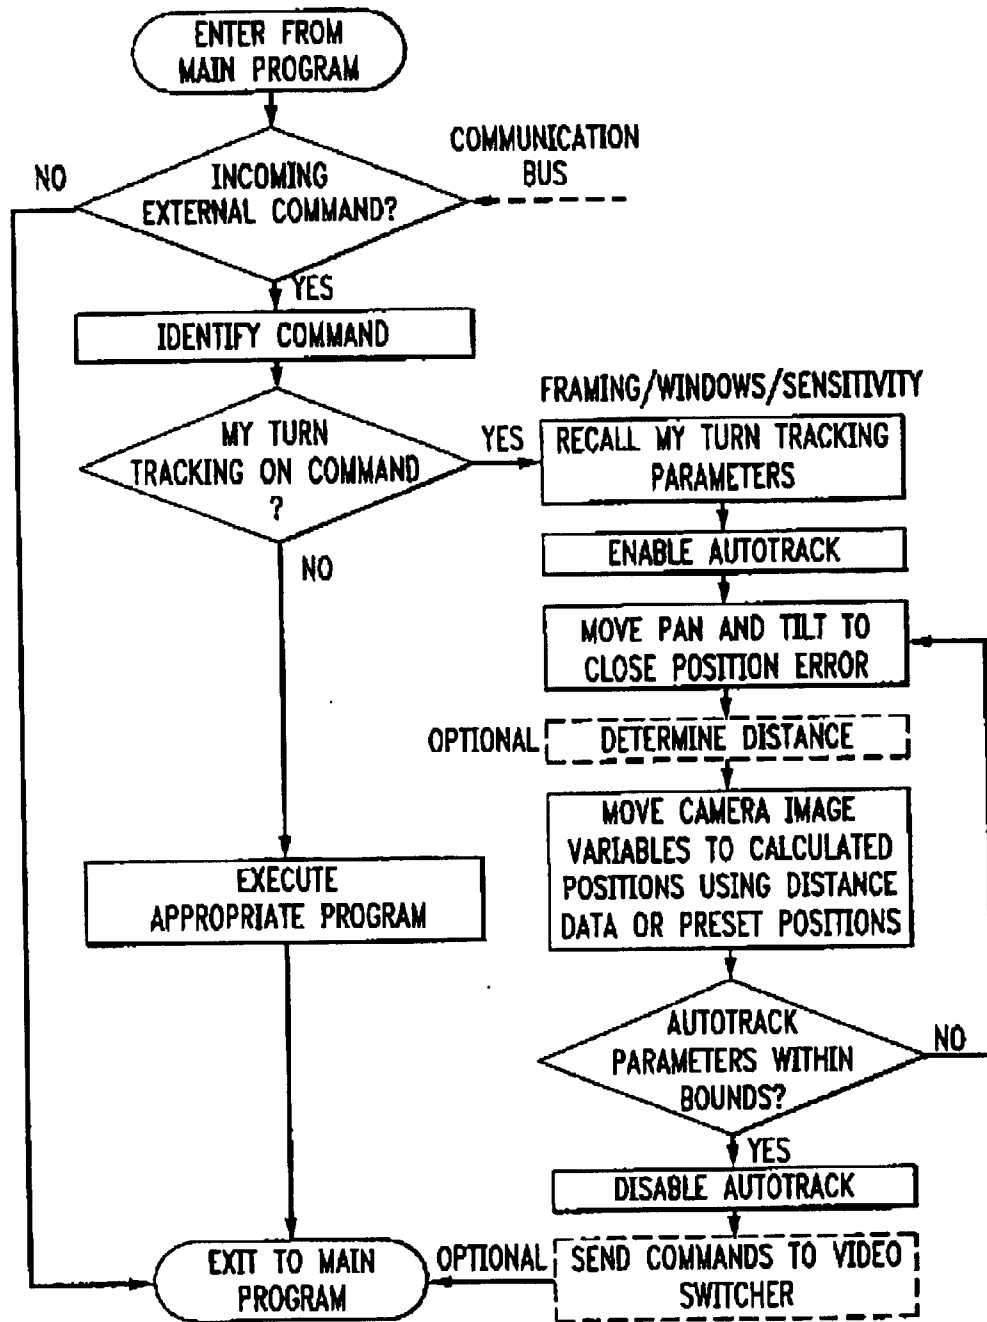 ENTER FROM
MAIN PROGRAM
COMMUNICATION
BUS
NO
INCOMING
EXTERNAL COMMAND?
YES
IDENTIFY COMMAND
MY TURN
TRACKING ON COMMAND
?
YES
NO
FRAMING/WINDOWS/SENSITIVITY
RECALL MY TURN TRACKING
PARAMETERS
ENABLE AUTOTRACK
MOVE PAN AND TILT TO
CLOSE POSITION ERROR
OPTIONAL
DETERMINE DISTANCE
MOVE CAMERA IMAGE
VARIABLES TO CALCULATED
POSITIONS USING DISTANCE
DATA OR PRESET POSITIONS
EXECUTE
APPROPRIATE PROGRAM
AUTOTRACK
PARAMETERS WITHIN
BOUNDS?
NO
YES
DISABLE AUTOTRACK
OPTIONAL
SEND COMMANDS TO VIDEO
SWITCHER
EXIT TO MAIN
PROGRAM